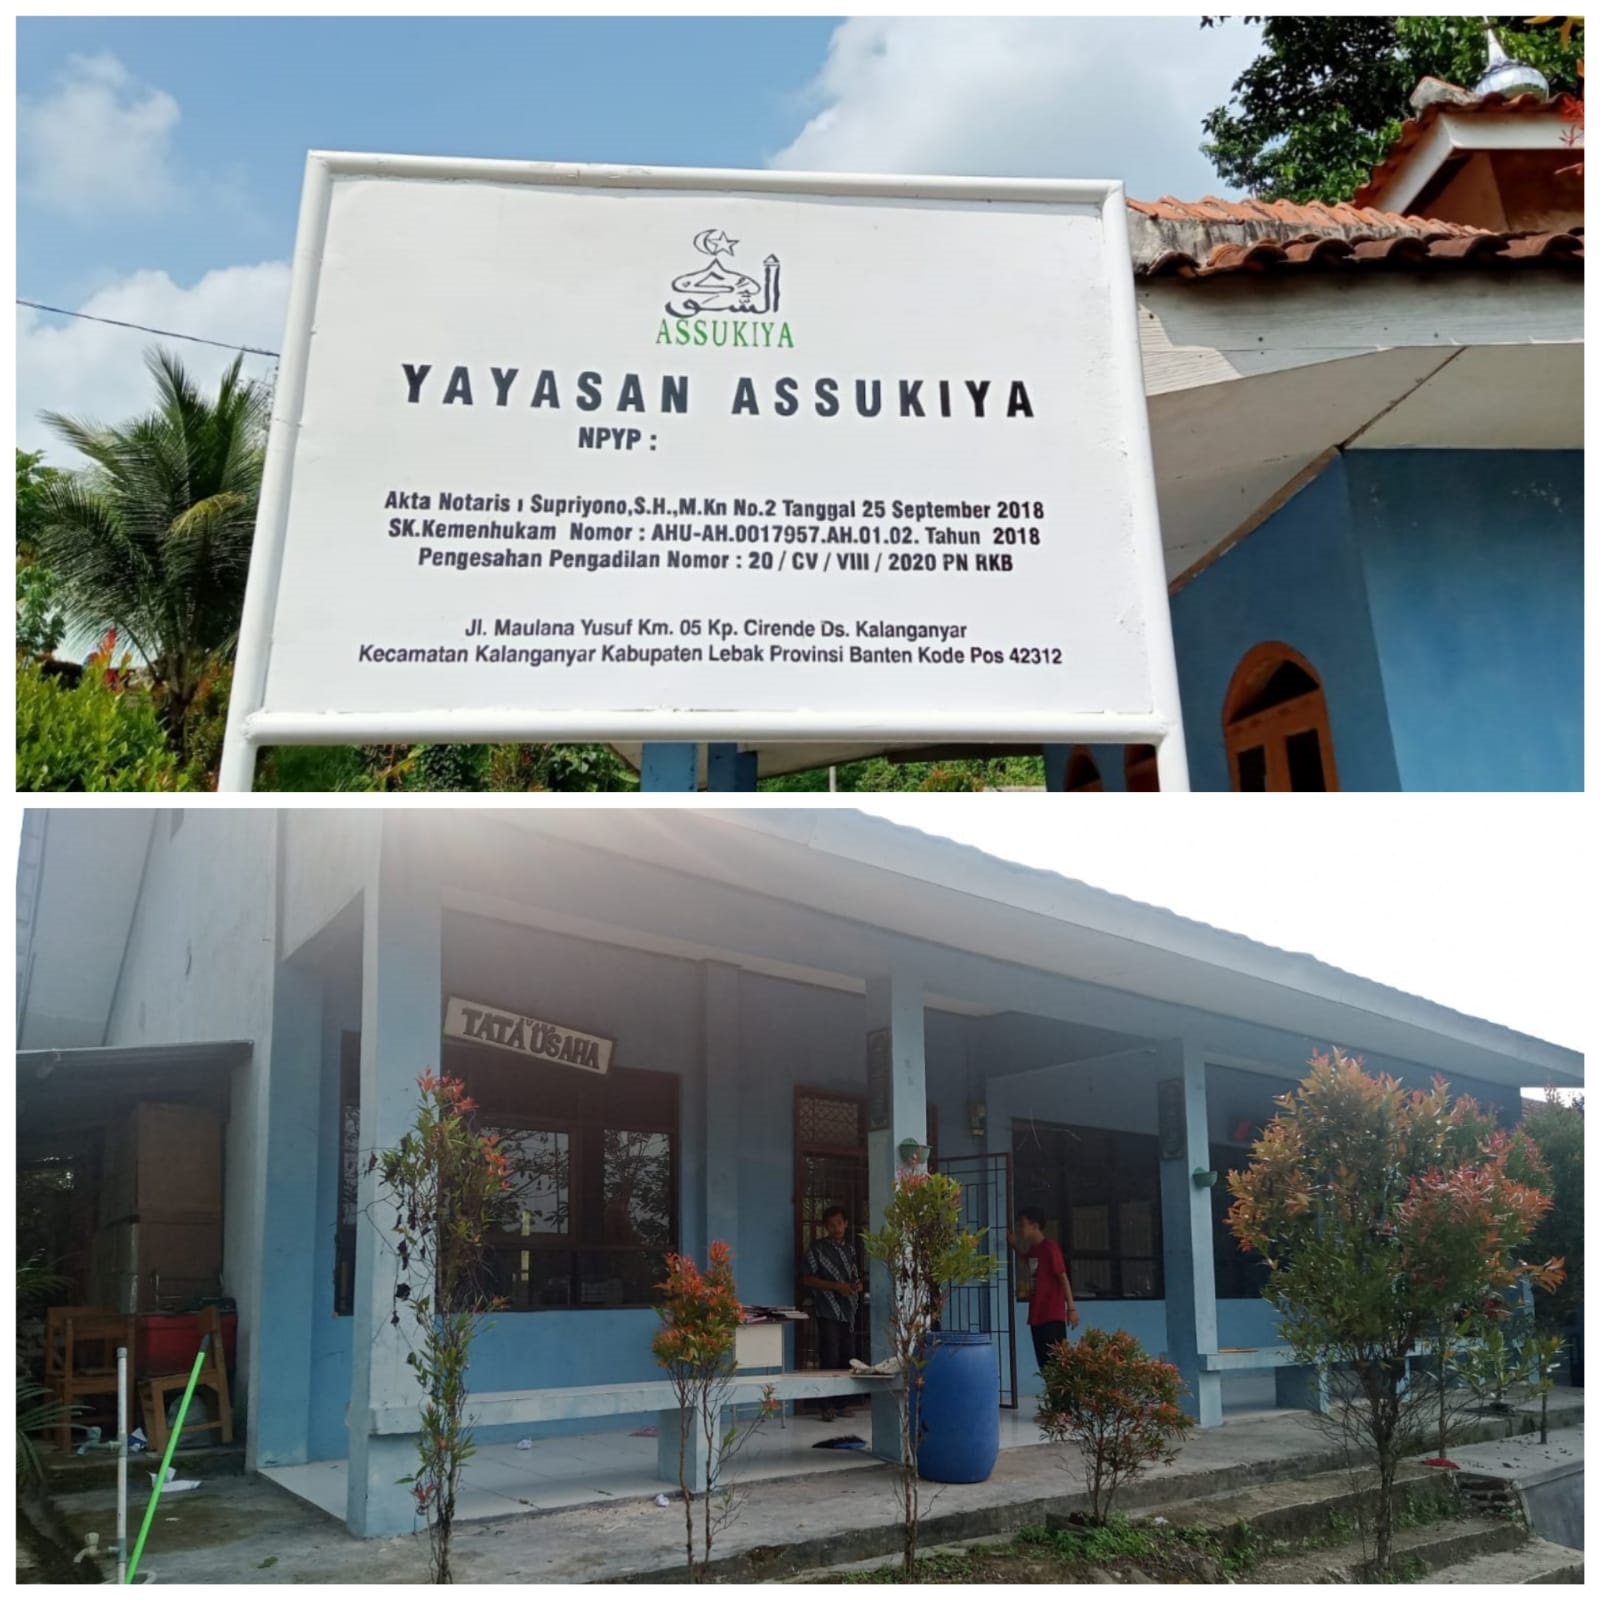 ASSUKIYA
YAYASAN ASSUKIYA
NPYP :
Akta Notaris : Supriyono,S.H.,M.Kn No.2 Tanggal 25 September 2018
SK.Kemenhukam Nomor : AHU-AH.0017957.AH.01.02. Tahun 2018
Pengesahan Pengadilan Nomor : 20 / CV / VIII / 2020 PN RKB
Jl. Maulana Yusuf Km. 05 Kp. Cirende Ds. Kalanganyar
Kecamatan Kalanganyar Kabupaten Lebak Provinsi Banten Kode Pos 42312
RUANG
TATA USAHA